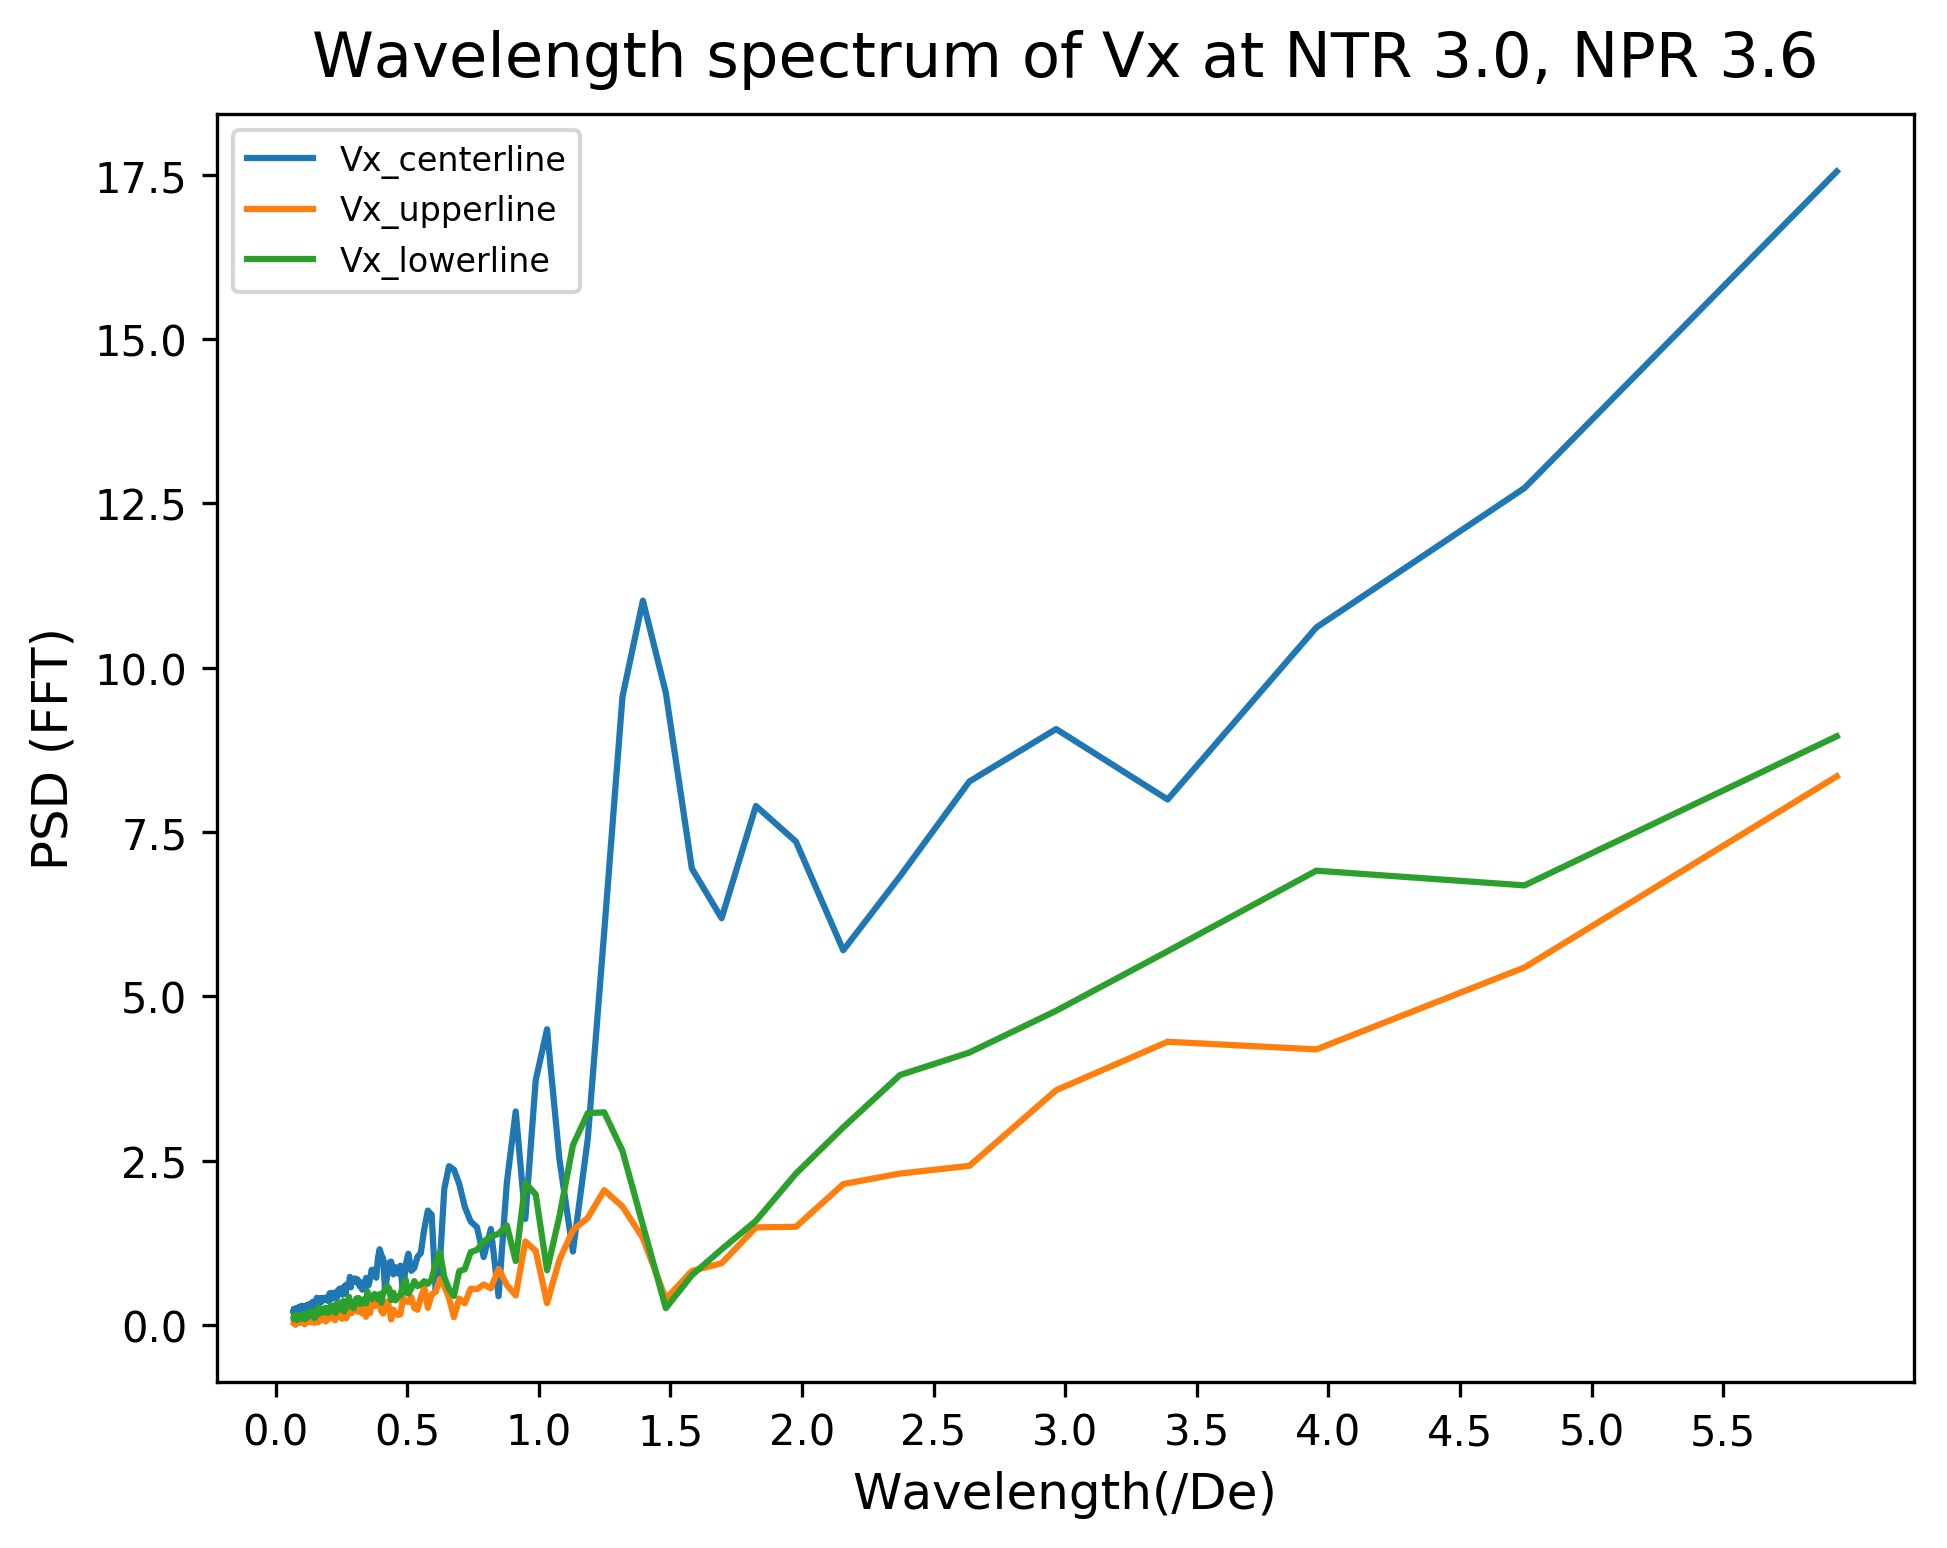 Wavelength spectrum of Vx at NTR 3.0, NPR 3.6
Vx_centerline
Vx_upperline
Vx_lowerline
17.5
15.0
12.5
10.0
7.5
5.0
2.5
0.0
PSD (FFT)
0.0 0.5 1.0 1.5 2.0 2.5 3.0 3.5 4.0 4.5 5.0 5.5
Wavelength(/De)